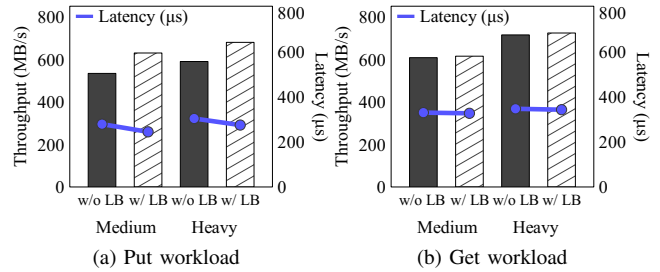 Latency (μs)
Throughput (MB/s)
800
600
400
200
0
800
600
400
200
0
Latency (μs)
w/o LB w/ LB w/o LB w/ LB
Medium Heavy
(a) Put workload
Latency (μs)
Throughput (MB/s)
800
600
400
200
0
800
600
400
200
0
Latency (μs)
w/o LB w/ LB w/o LB w/ LB
Medium Heavy
(b) Get workload